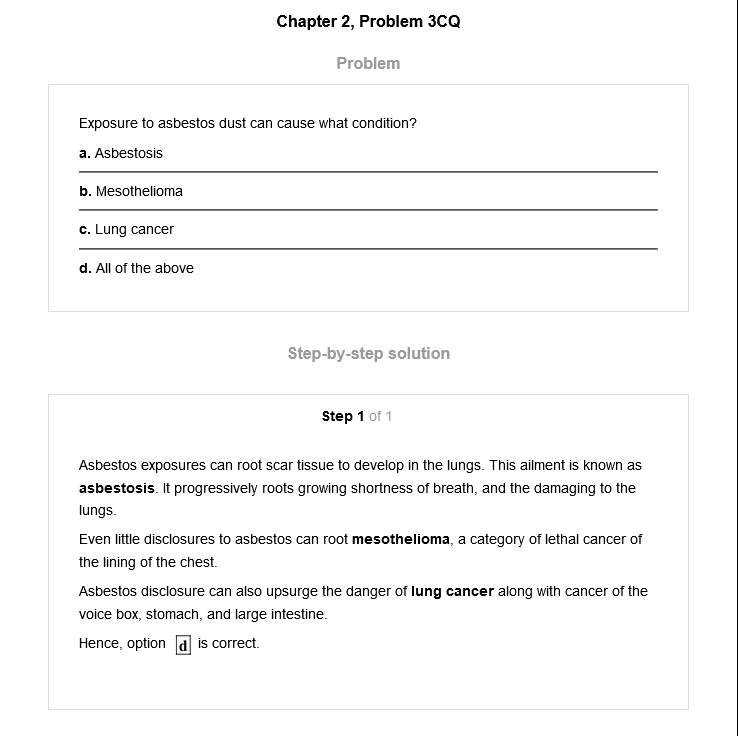 Chapter 2, Problem 3CQ
Problem
Exposure to asbestos dust can cause what condition?
a. Asbestosis
b. Mesothelioma
c. Lung cancer
d. All of the above
Step-by-step solution
Step 1 of 1
Asbestos exposures can root scar tissue to develop in the lungs. This ailment is known as
asbestosis. It progressively roots growing shortness of breath, and the damaging to the
lungs.
Even little disclosures to asbestos can root mesothelioma, a category of lethal cancer of
the lining of the chest.
Asbestos disclosure can also upsurge the danger of lung cancer along with cancer of the
voice box, stomach, and large intestine.
Hence, option d is correct.